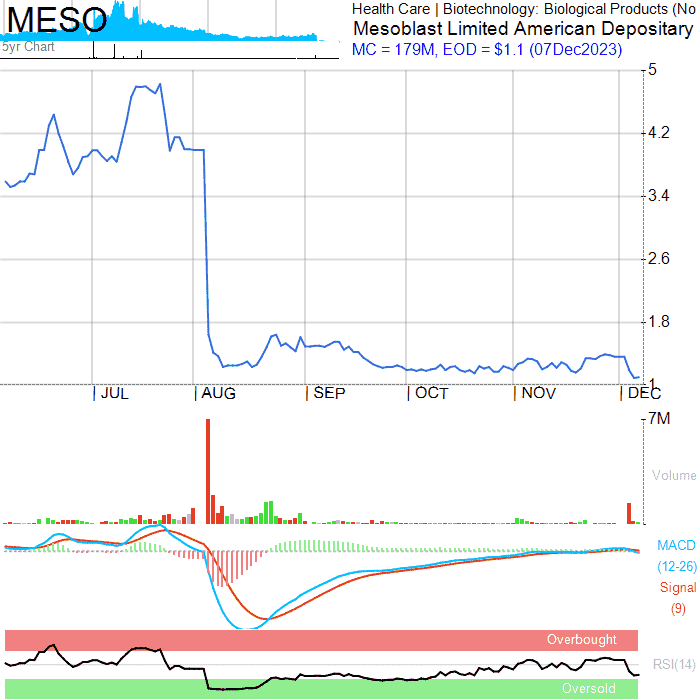 MESO
5yr Chart
Health Care | Biotechnology: Biological Products (No
Mesoblast Limited American Depositary
MC = 179M, EOD = $1.1 (07Dec2023)
5
4.2
3.4
2.6
1.8
1
JUL
AUG
SEP
OCT
NOV
DEC
7M
Volume
MACD
(12-26)
Signal
(9)
Overbought
RSI(14)
Oversold